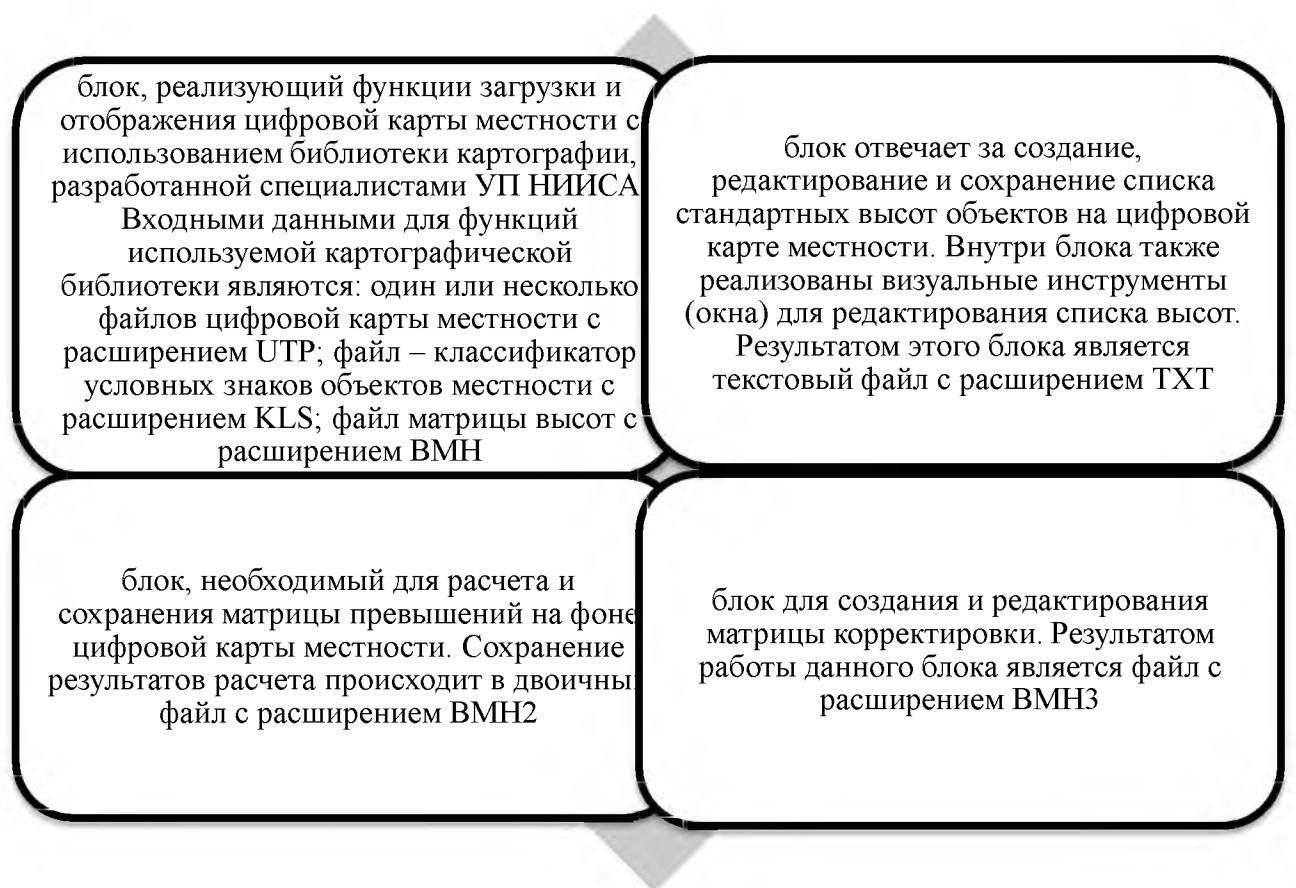 блок, реализующий функции загрузки и
отображения цифровой карты местности с
использованием библиотеки картографии,
разработанной специалистами УП НИИСА
Входными данными для функций
используемой картографической
библиотеки являются: один или несколько
файлов цифровой карты местности с
расширением UTP; файл – классификатор
условных знаков объектов местности с
расширением KLS; файл матрицы высот с
расширением BMH
блок отвечает за создание,
редактирование и сохранение списка
стандартных высот объектов на цифровой
карте местности. Внутри блока также
реализованы визуальные инструменты
(окна) для редактирования списка высот.
Результатом этого блока является
текстовый файл с расширением TXT
блок, необходимый для расчета и
сохранения матрицы превышений на фоне
цифровой карты местности. Сохранение
результатов расчета происходит в двоичны
файл с расширением BMH2
блок для создания и редактирования
матрицы корректировки. Результатом
работы данного блока является файл с
расширением BMH3